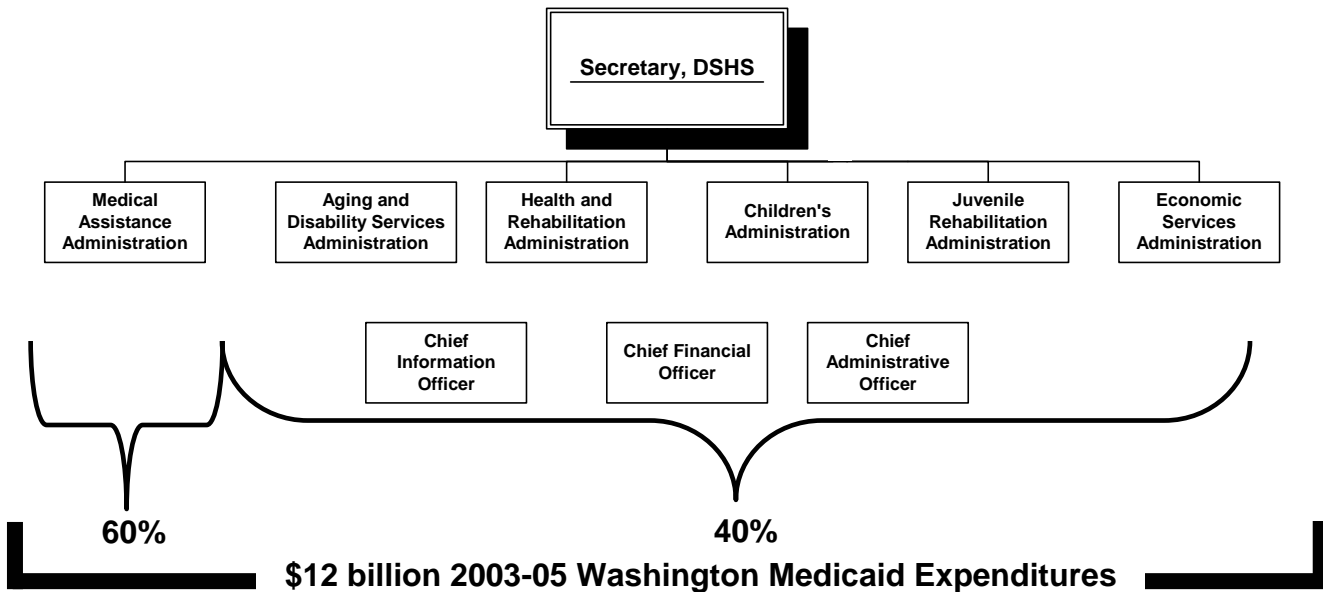 Secretary, DSHS
Medical
Assistance
Administration
Aging and
Disability Services
Administration
Health and
Rehabilitation
Administration
Children's
Administration
Juvenile
Rehabilitation
Administration
Economic
Services
Administration
Chief
Information
Officer
Chief Financial
Officer
Chief
Administrative
Officer
60%
40%
$12 billion 2003-05 Washington Medicaid Expenditures